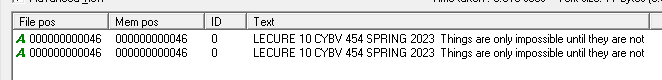 File pos Mem pos ID Text
A 000000000046 000000000046 0 LECURE 10 CYBV 454 SPRING 2023 Things are only impossible until they are not
A 000000000046 000000000046 0 LECURE 10 CYBV 454 SPRING 2023 Things are only impossible until they are not